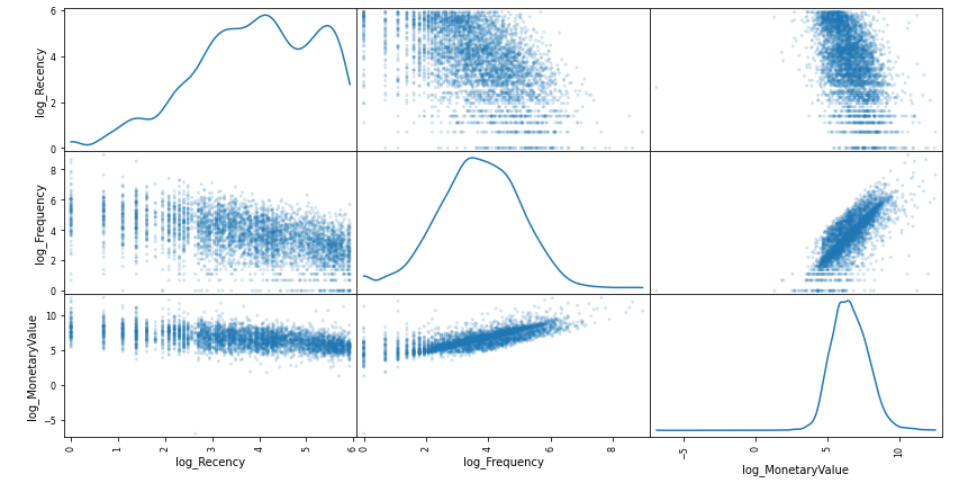 6
4
2
0
log_Recency
8
6
4
2
0
log_Frequency
10
5
0
−5
log_MonetaryValue
0 1 2 3 4 5 6 0 2 4 6 8 −5 0 5 10
log_Recency log_Frequency log_MonetaryValue